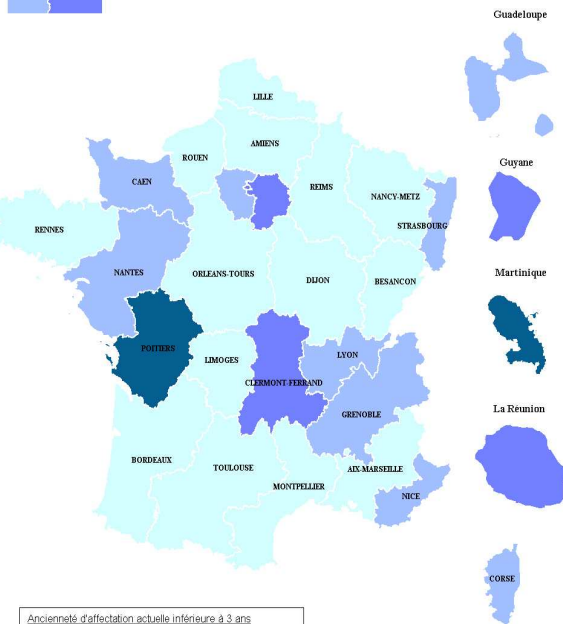 Guadeloupe
LILLE
AMIENS
ROUEN
Guyane
CAEN
REIMS
NANCY-METZ
STRASBOURG
RENNES
NANTES
ORLEANS-TOURS
DIJON
BESANCON
Martinique
POITIERS
LIMOGES
LYON
CLERMONT-FERRAND
La Réunion
GRENOBLE
BORDEAUX
TOULOUSE
AIX-MARSEILLE
MONTPELLIER
NICE
CORSE
Ancienneté d'affectation actuelle inférieure à 3 ans